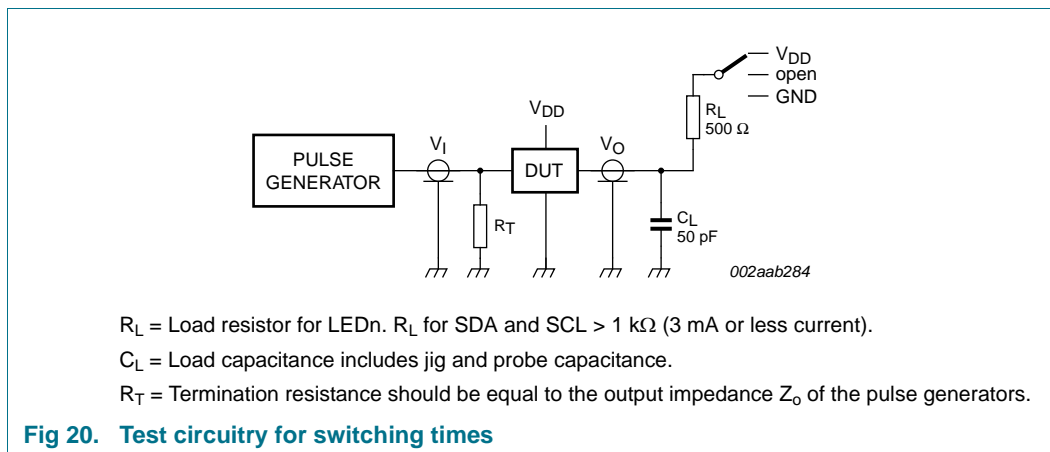 VDD
open
GND
RL
500 Ω
VDD
VI
VO
PULSE
GENERATOR
DUT
RT
CL
50 pF
002aab284
RL = Load resistor for LEDn. RL for SDA and SCL > 1 kΩ (3 mA or less current).
CL = Load capacitance includes jig and probe capacitance.
RT = Termination resistance should be equal to the output impedance Zo of the pulse generators.
Fig 20. Test circuitry for switching times